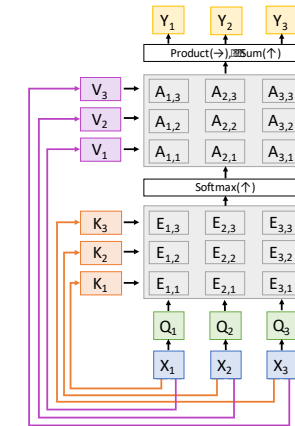 Y1 Y2 Y3
Product(→), Sum(↑)
V3 A1,3 A2,3 A3,3
V2 A1,2 A2,2 A3,2
V1 A1,1 A2,1 A3,1
Softmax(↑)
K3 E1,3 E2,3 E3,3
K2 E1,2 E2,2 E3,2
K1 E1,1 E2,1 E3,1
Q1 Q2 Q3
X1 X2 X3